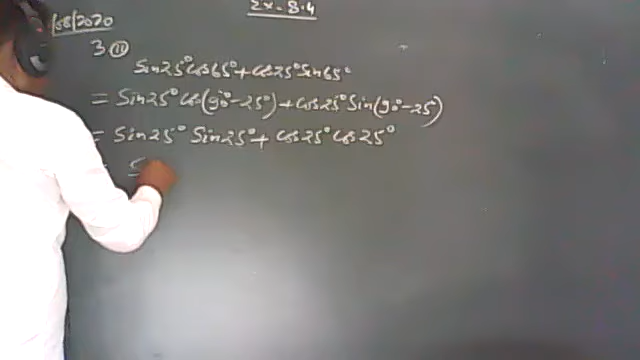 Ex - 8.4
/08/2020
3 (ii)
Sin25° Cos65° + Cos25° Sin65°
= Sin25° Cos(90° - 25°) + Cos25° Sin(90° - 25°)
= Sin25° Sin25° + Cos25° Cos25°
= S